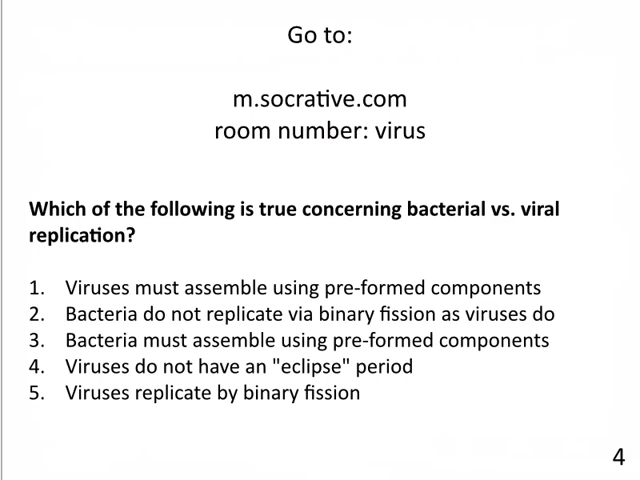 Go to:
m.socrative.com
room number: virus
Which of the following is true concerning bacterial vs. viral
replication?
1. Viruses must assemble using pre-formed components
2. Bacteria do not replicate via binary fission as viruses do
3. Bacteria must assemble using pre-formed components
4. Viruses do not have an "eclipse" period
5. Viruses replicate by binary fission
4